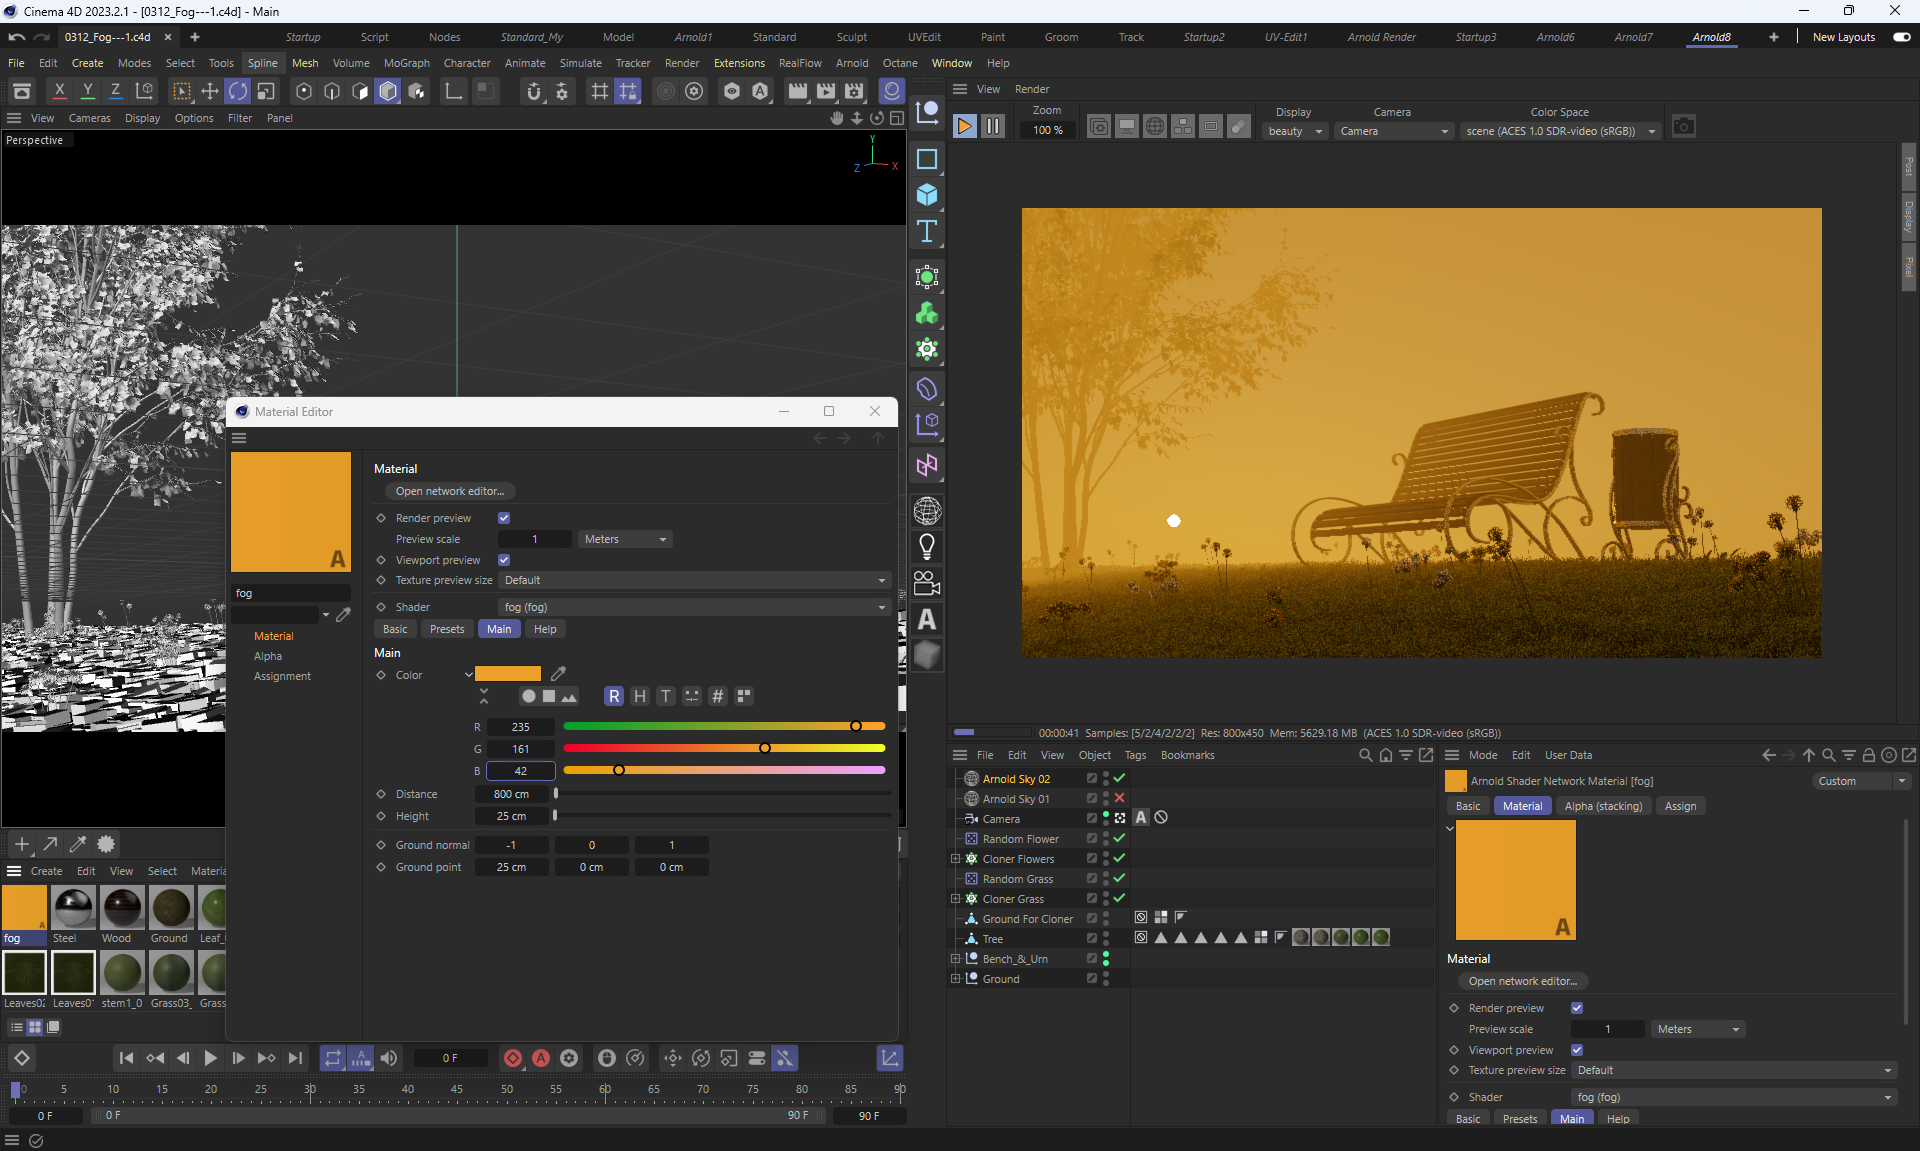 Cinema 4D 2023.2.1 - [0312_Fog---1.c4d] - Main
0312_Fog---1.c4d Startup Script Nodes Standard_My Model Arnold1 Standard Sculpt UVEdit Paint Groom Track Startup2 UV-Edit1 Arnold Render Startup3 Arnold6 Arnold7 Arnold8 New Layouts
File Edit Create Modes Select Tools Spline Mesh Volume MoGraph Character Animate Simulate Tracker Render Extensions RealFlow Arnold Octane Window Help
X Y Z
View Cameras Display Options Filter Panel
Perspective
Y
Z X
View Render
Zoom Display Camera Color Space
100 % beauty Camera scene (ACES 1.0 SDR-video (sRGB))
Post
Display
Pixel
00:00:41 Samples: [5/2/4/2/2/2] Res: 800x450 Mem: 5629.18 MB (ACES 1.0 SDR-video (sRGB))
Material Editor
A
fog
Material
Alpha
Assignment
Material
Open network editor...
Render preview
Preview scale 1 Meters
Viewport preview
Texture preview size Default
Shader fog (fog)
Basic Presets Main Help
Main
Color
R H T #
R 235
G 161
B 42
Distance 800 cm
Height 25 cm
Ground normal -1 0 1
Ground point 25 cm 0 cm 0 cm
Create Edit View Select Materia
fog Steel Wood Ground Leaf_
Leaves02 Leaves01 stem1_0 Grass03_ Grass
File Edit View Object Tags Bookmarks
Arnold Sky 02
Arnold Sky 01
Camera A
Random Flower
Cloner Flowers
Random Grass
Cloner Grass
Ground For Cloner
Tree
Bench_&_Urn
Ground
Mode Edit User Data
Arnold Shader Network Material [fog] Custom
Basic Material Alpha (stacking) Assign
A
Material
Open network editor...
Render preview
Preview scale 1 Meters
Viewport preview
Texture preview size Default
Shader fog (fog)
Basic Presets Main Help
0 F
0 5 10 15 20 25 30 35 40 45 50 55 60 65 70 75 80 85 90
0 F 0 F 90 F 90 F